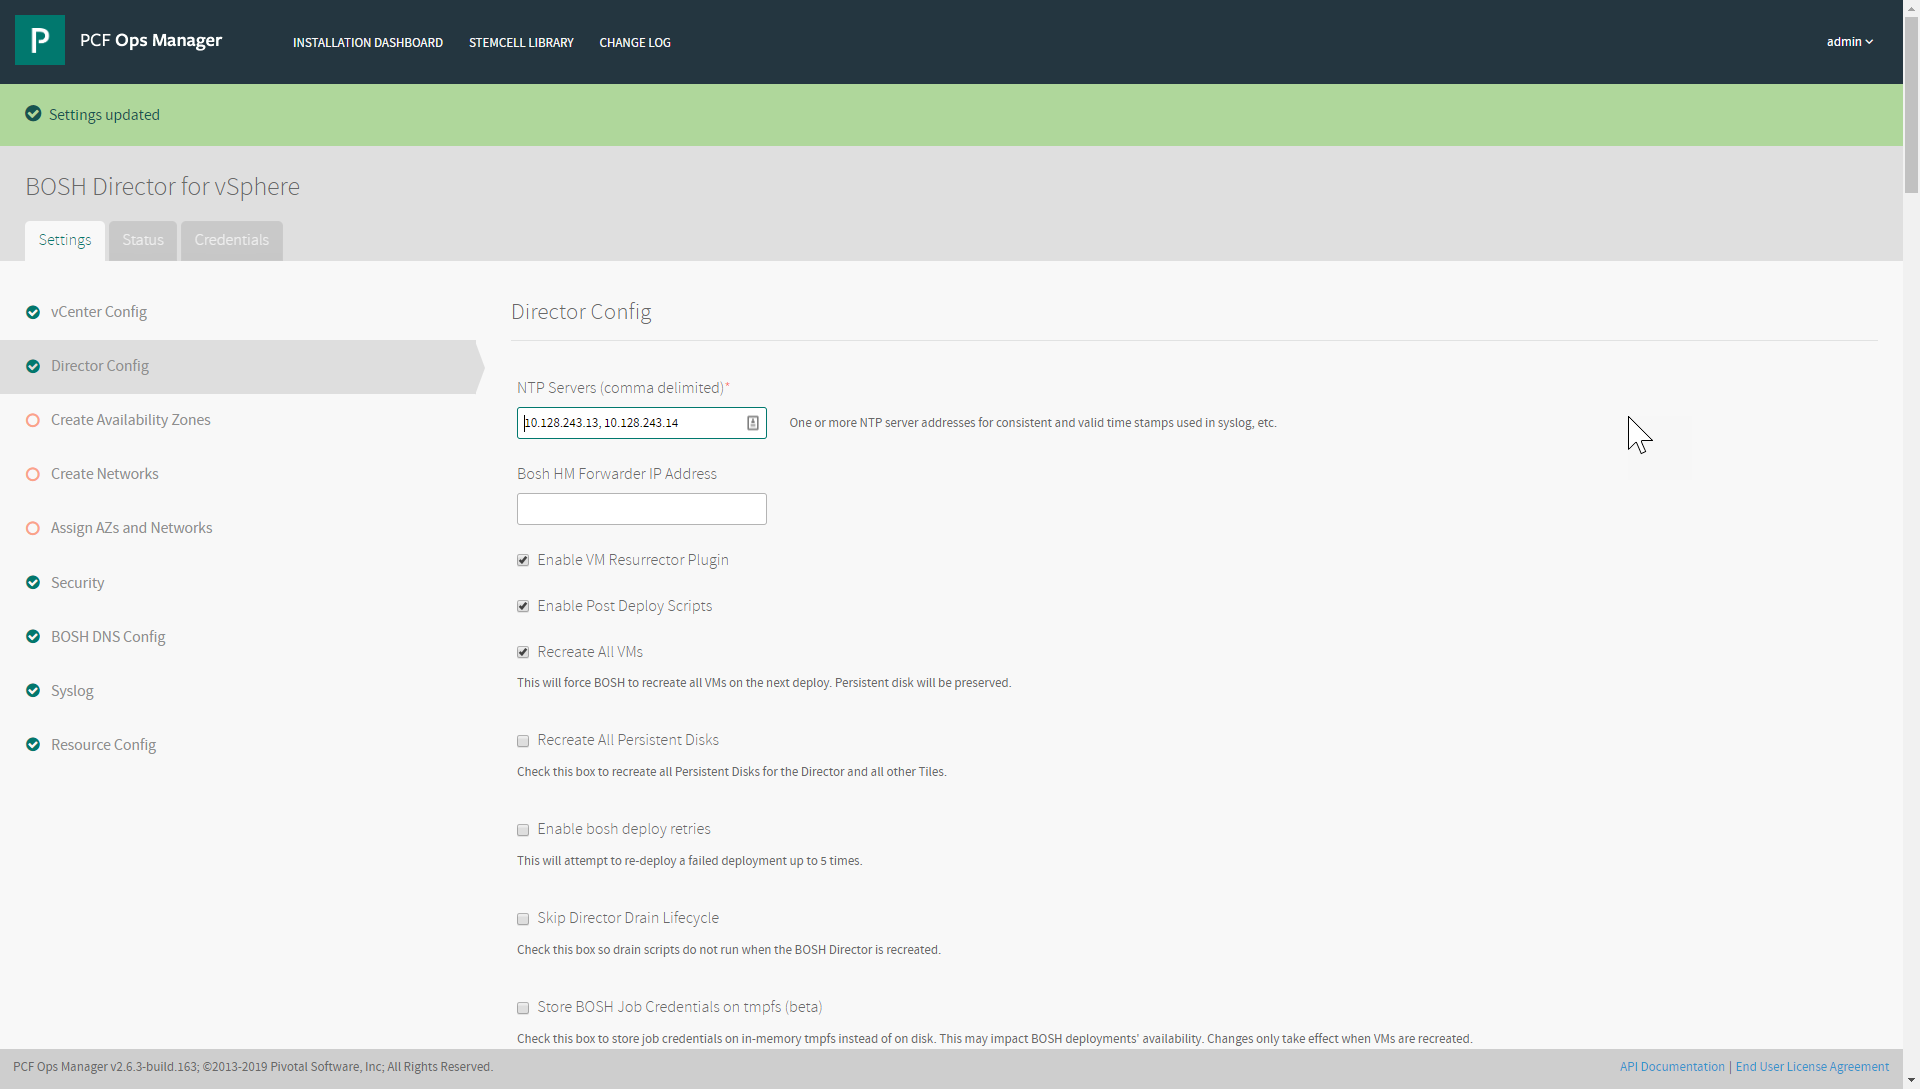 PCF Ops Manager
INSTALLATION DASHBOARD STEMCELL LIBRARY CHANGE LOG
admin
Settings updated
BOSH Director for vSphere
Settings Status Credentials
vCenter Config
Director Config
Create Availability Zones
Create Networks
Assign AZs and Networks
Security
BOSH DNS Config
Syslog
Resource Config
Director Config
NTP Servers (comma delimited)*
10.128.243.13, 10.128.243.14
One or more NTP server addresses for consistent and valid time stamps used in syslog, etc.
Bosh HM Forwarder IP Address
Enable VM Resurrector Plugin
Enable Post Deploy Scripts
Recreate All VMs
This will force BOSH to recreate all VMs on the next deploy. Persistent disk will be preserved.
Recreate All Persistent Disks
Check this box to recreate all Persistent Disks for the Director and all other Tiles.
Enable bosh deploy retries
This will attempt to re-deploy a failed deployment up to 5 times.
Skip Director Drain Lifecycle
Check this box so drain scripts do not run when the BOSH Director is recreated.
Store BOSH Job Credentials on tmpfs (beta)
Check this box to store job credentials on in-memory tmpfs instead of on disk. This may impact BOSH deployments' availability. Changes only take effect when VMs are recreated.
PCF Ops Manager v2.6.3-build.163; ©2013-2019 Pivotal Software, Inc; All Rights Reserved.
API Documentation | End User License Agreement